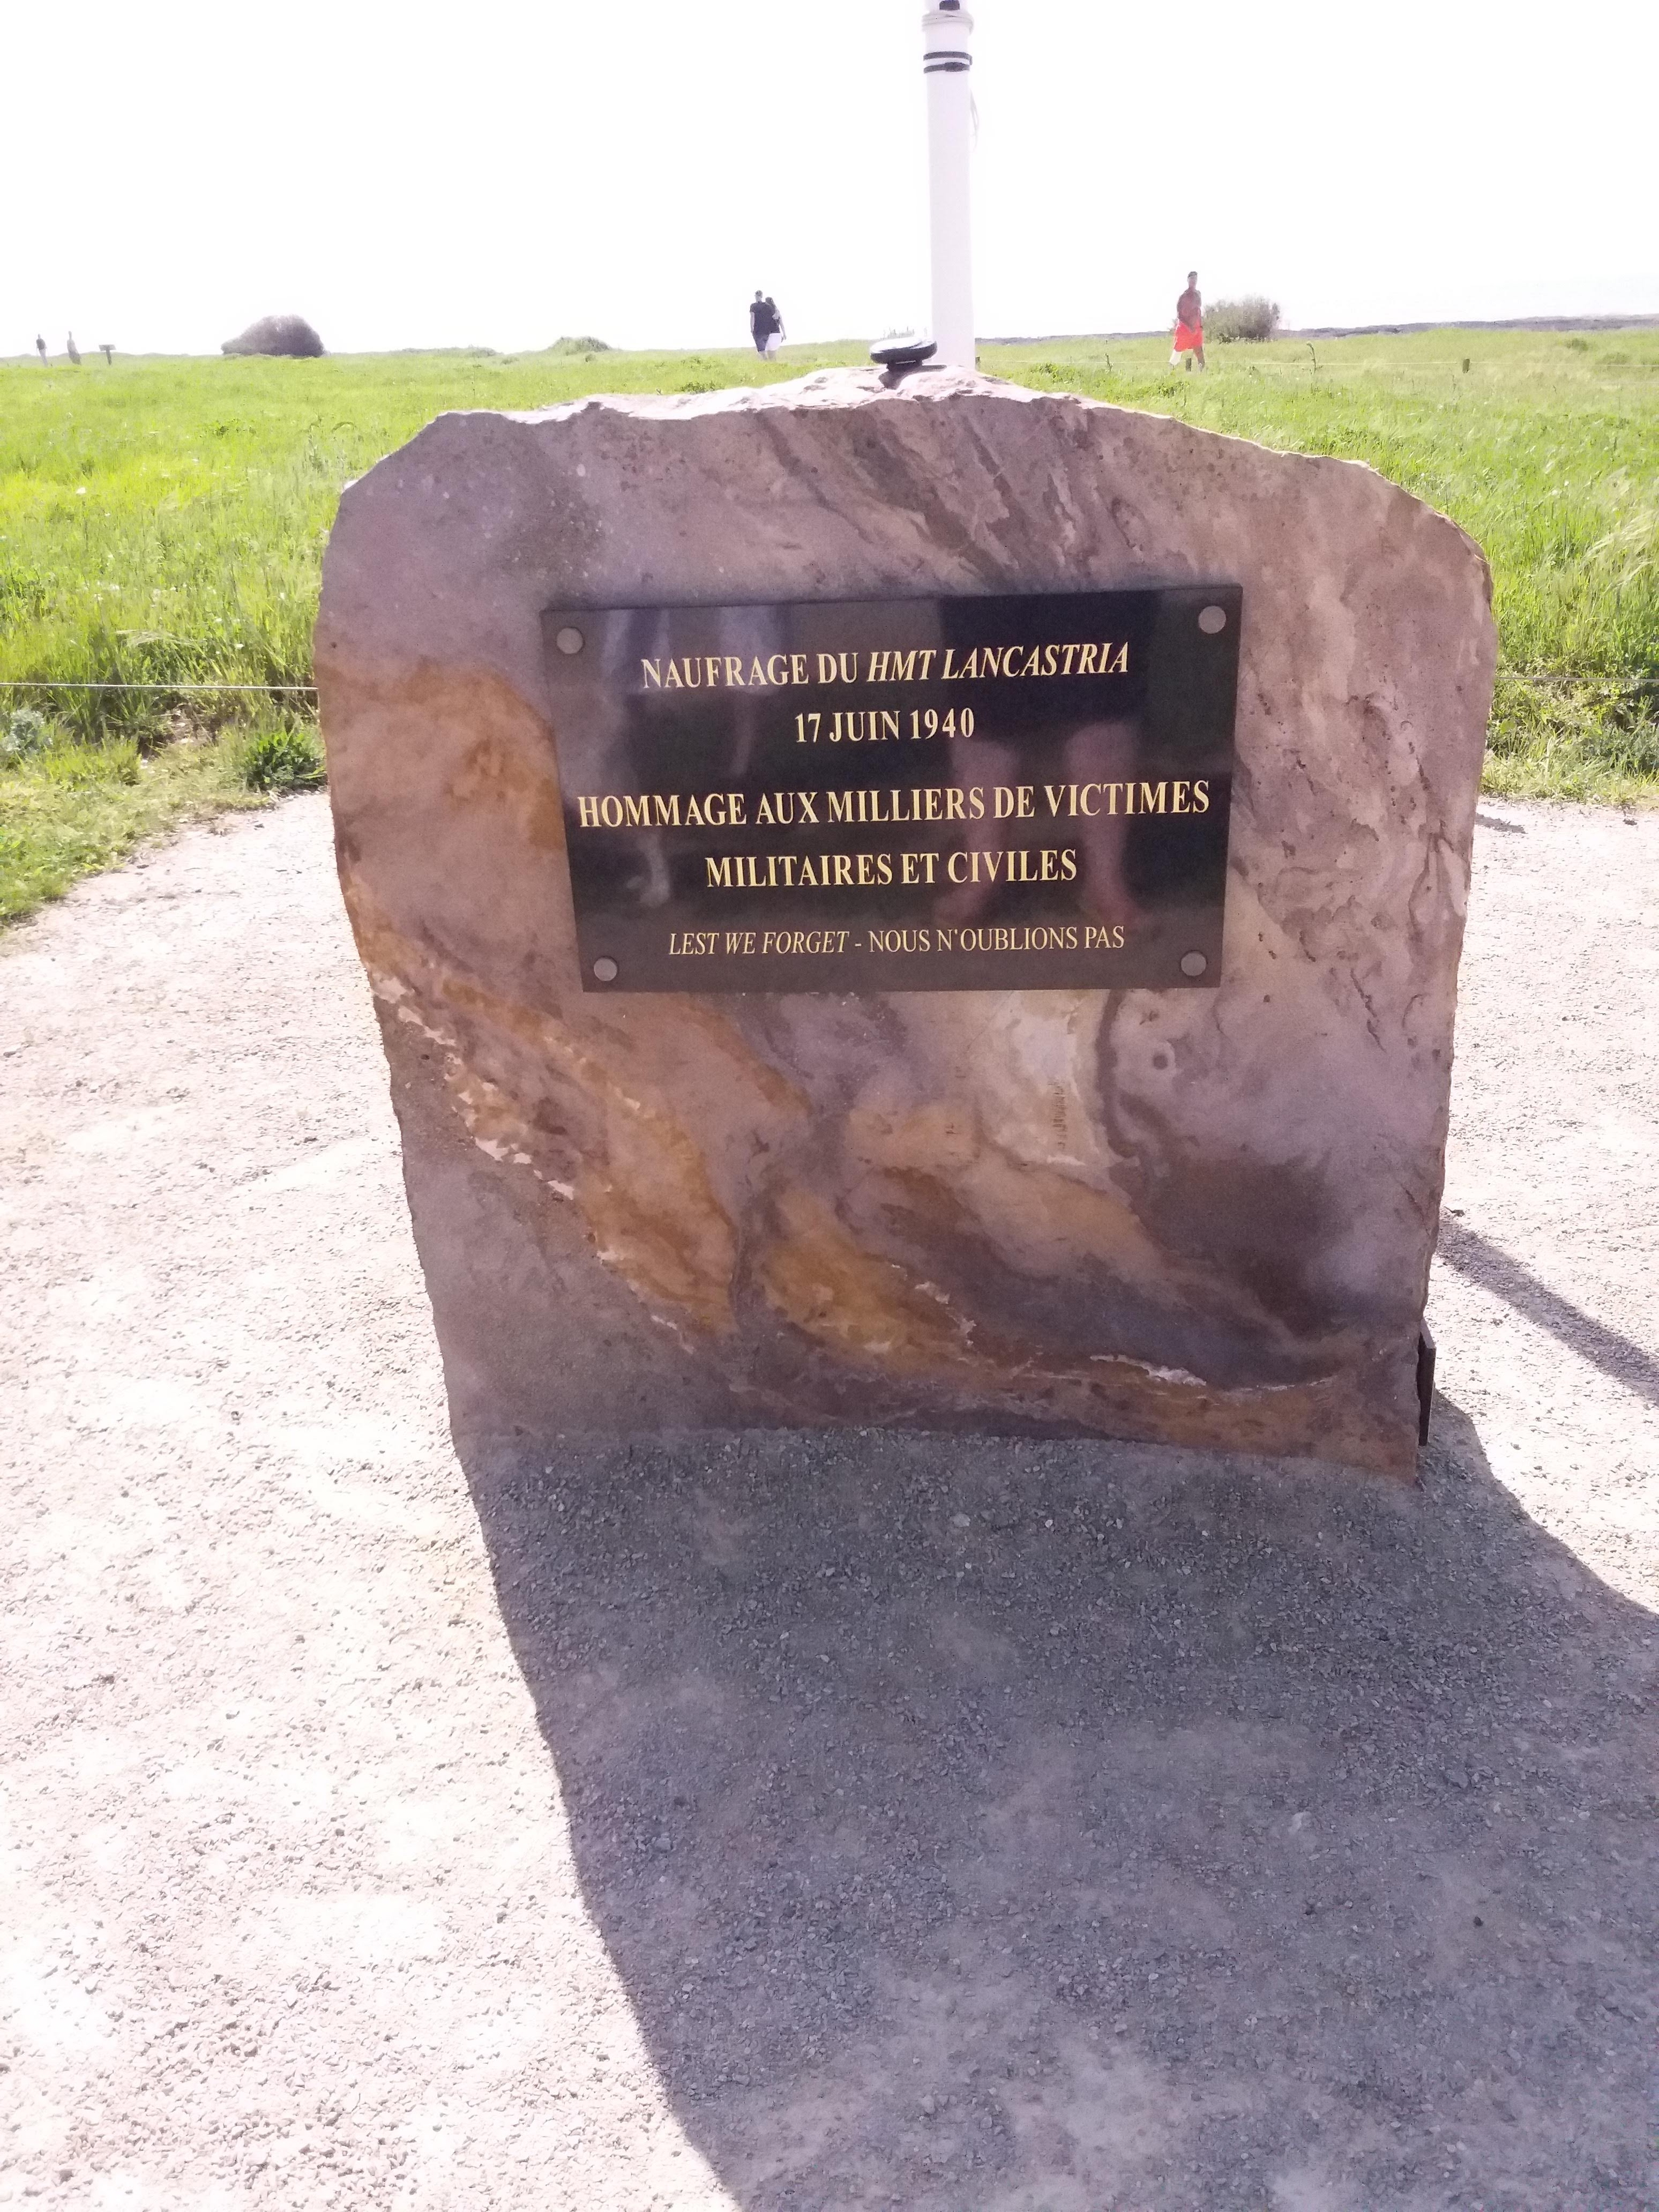 NAUFRAGE DU HMT LANCASTRIA
17 JUIN 1940
HOMMAGE AUX MILLIERS DE VICTIMES
MILITAIRES ET CIVILES
LEST WE FORGET - NOUS N'OUBLIONS PAS